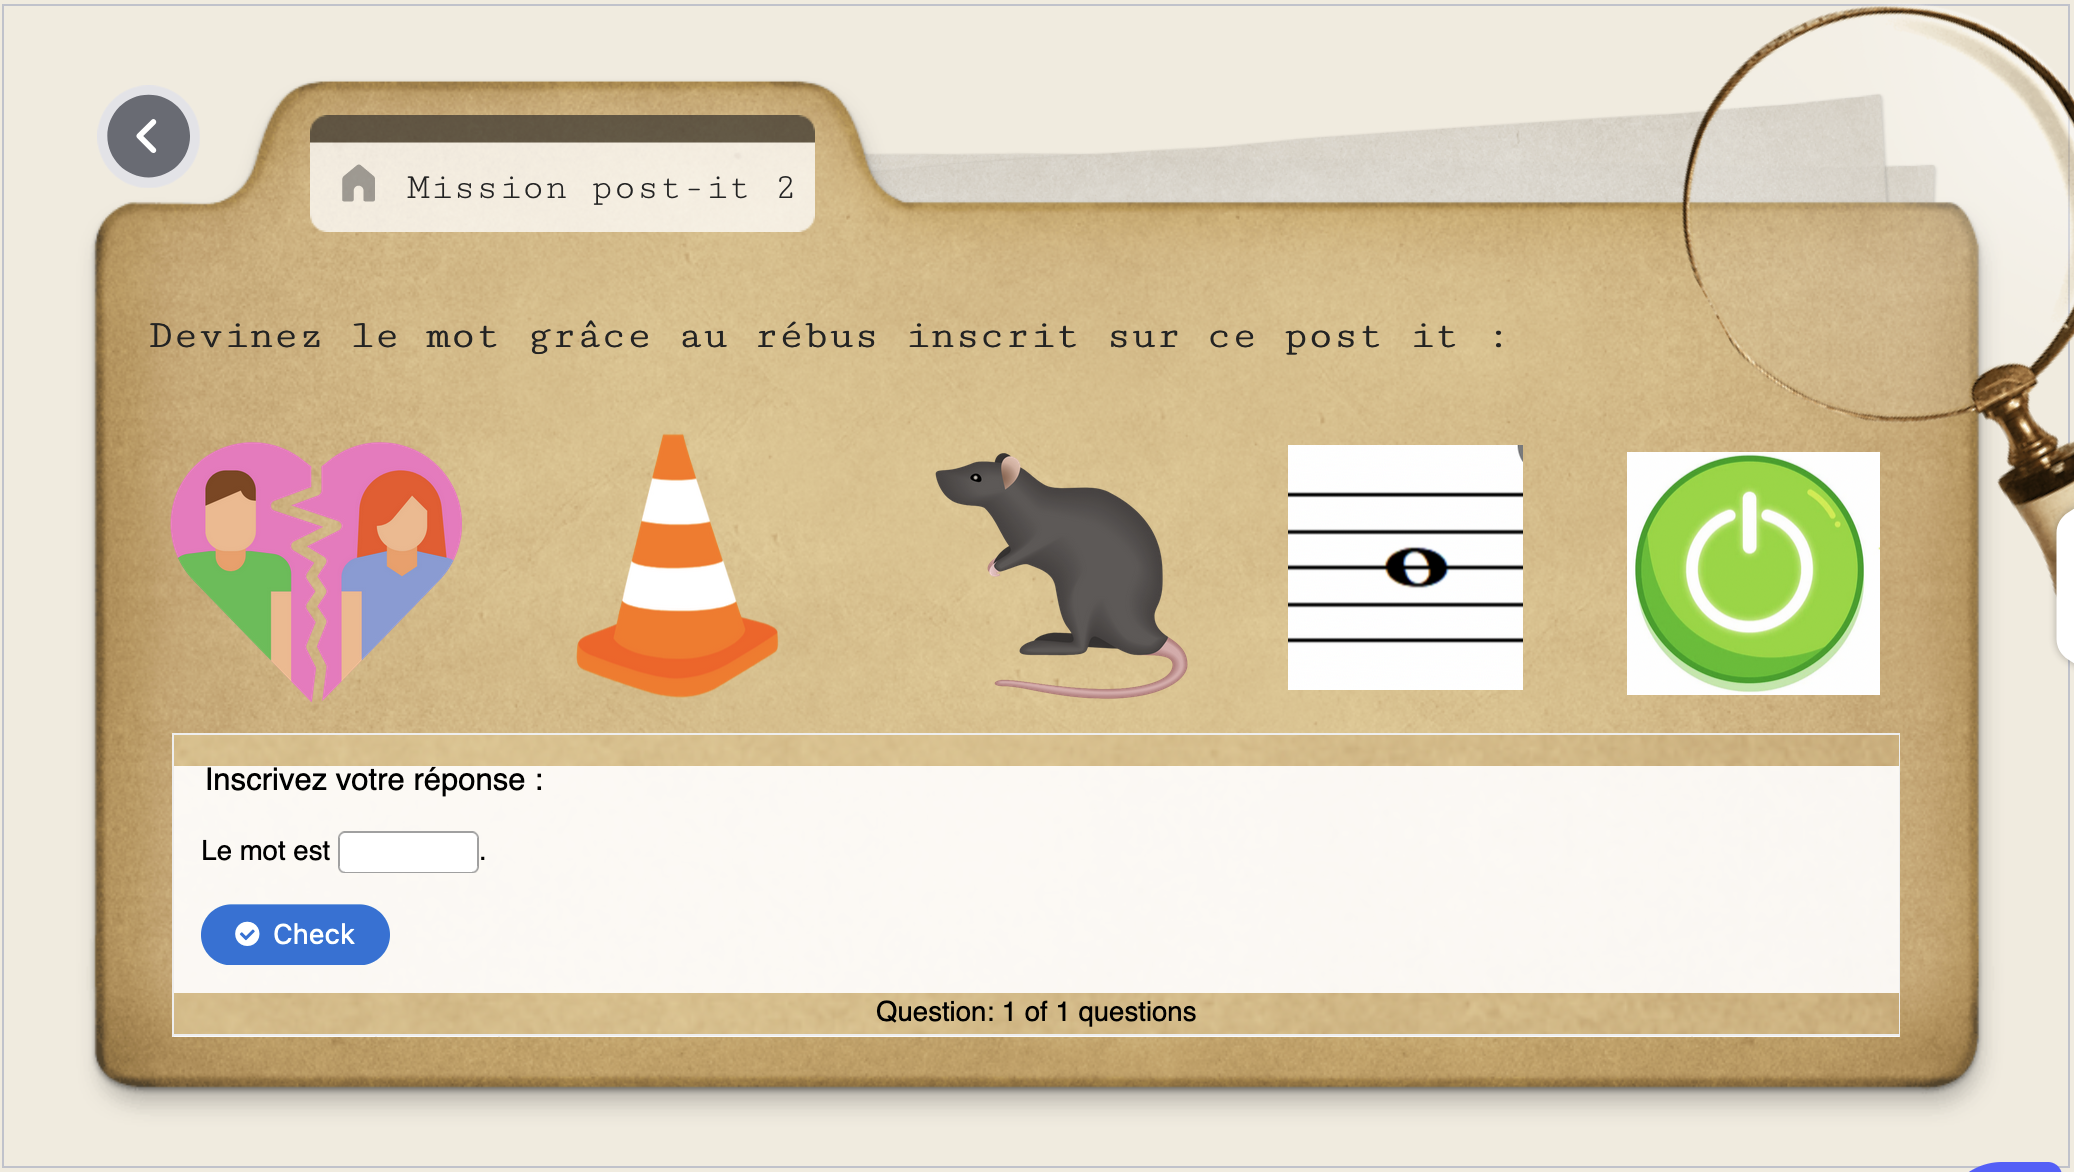 Mission post-it 2
Devinez le mot grâce au rébus inscrit sur ce post it :
Inscrivez votre réponse :
Le mot est .
Check
Question: 1 of 1 questions